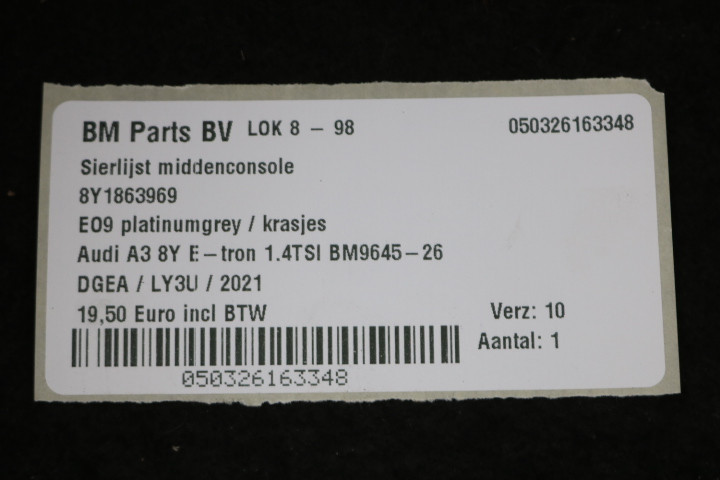 BM Parts BV LOK 8 - 98 050326163348
Sierlijst middenconsole
8Y1863969
E09 platinumgrey / krasjes
Audi A3 8Y E-tron 1.4TSI BM9645-26
DGEA / LY3U / 2021
19,50 Euro incl BTW Verz: 10
Aantal: 1
050326163348